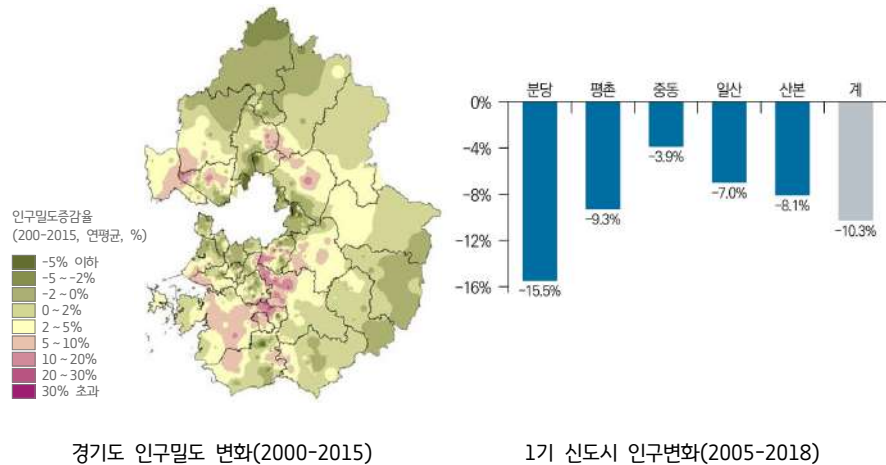 인구밀도증감율
(200-2015, 연평균, %)
-5% 이하
-5 ~ -2%
-2 ~ 0%
0 ~ 2%
2 ~ 5%
5 ~ 10%
10 ~ 20%
20 ~ 30%
30% 초과
경기도 인구밀도 변화(2000-2015)
분당 평촌 중동 일산 산본 계
0%
-4%
-8%
-12%
-16%
-15.5%
-9.3%
-3.9%
-7.0%
-8.1%
-10.3%
1기 신도시 인구변화(2005-2018)